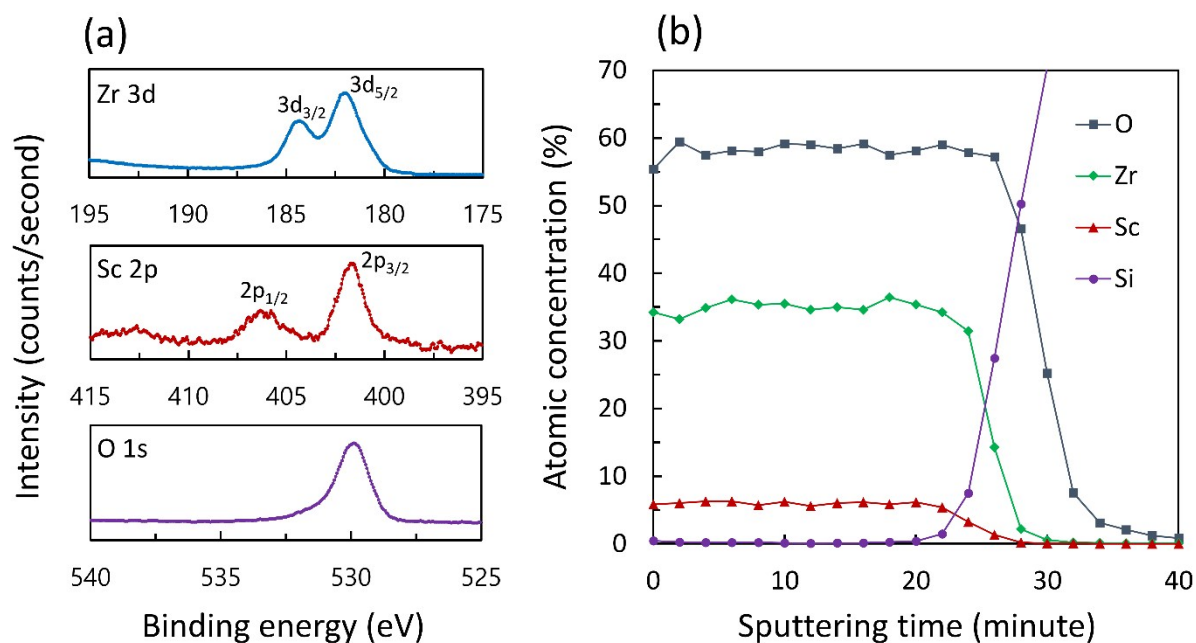 (a)
Zr 3d
3d3/2
3d5/2
195 190 185 180 175
Sc 2p
2p1/2
2p3/2
415 410 405 400 395
O 1s
540 535 530 525
Intensity (counts/second)
Binding energy (eV)
(b)
70
60
50
40
30
20
10
0
O
Zr
Sc
Si
0 10 20 30 40
Atomic concentration (%)
Sputtering time (minute)